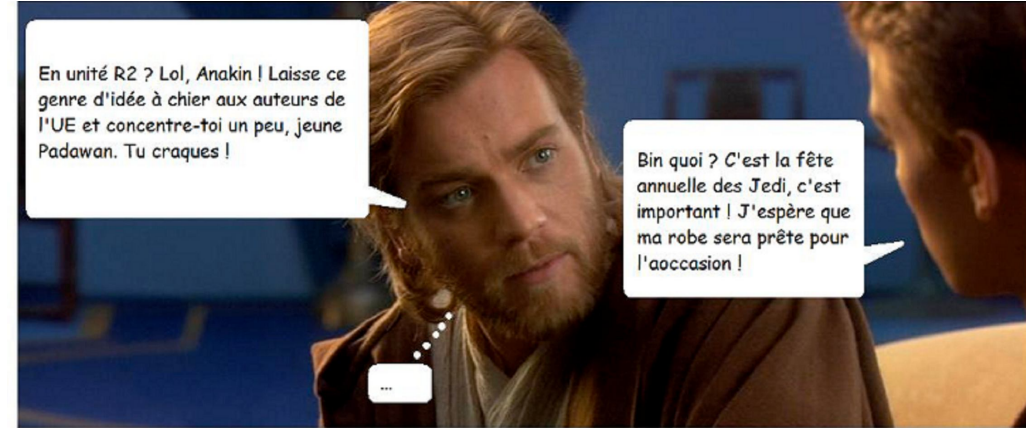 En unité R2 ? Lol, Anakin ! Laisse ce
genre d'idée à chier aux auteurs de
l'UE et concentre-toi un peu, jeune
Padawan. Tu craques !
Bin quoi ? C'est la fête
annuelle des Jedi, c'est
important ! J'espère que
ma robe sera prête pour
l'aoccasion !
...